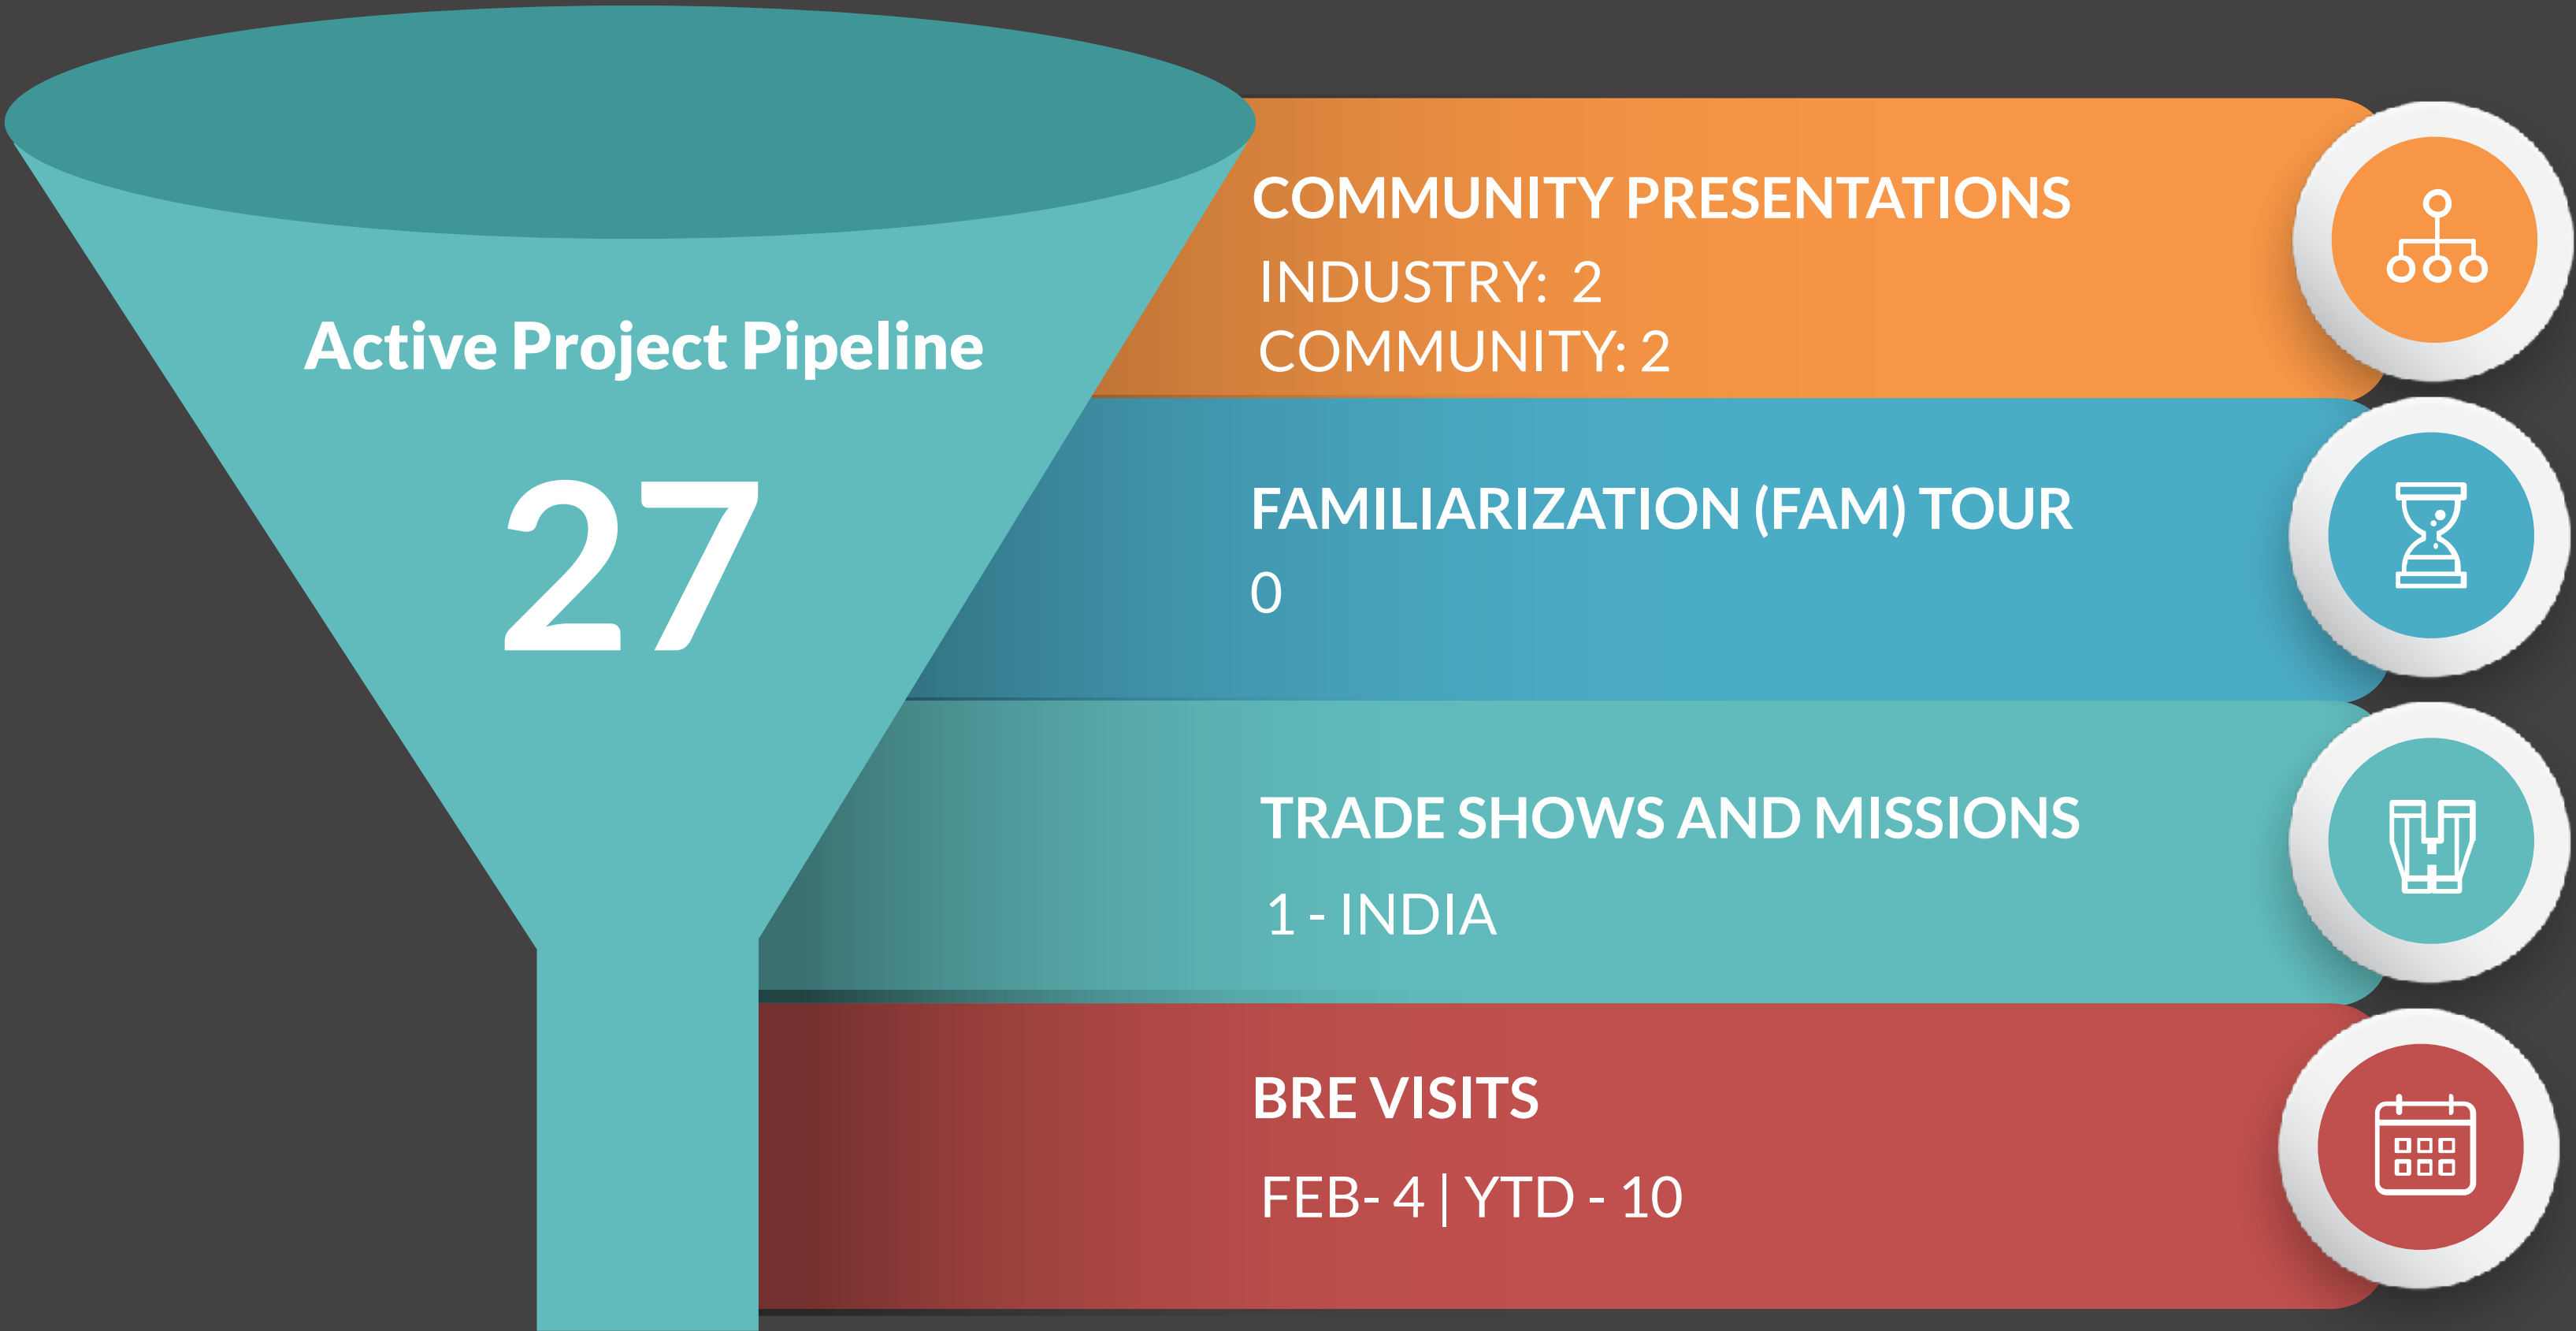 Active Project Pipeline
27
COMMUNITY PRESENTATIONS
INDUSTRY: 2
COMMUNITY: 2
FAMILIARIZATION (FAM) TOUR
0
TRADE SHOWS AND MISSIONS
1 - INDIA
BRE VISITS
FEB- 4 | YTD - 10